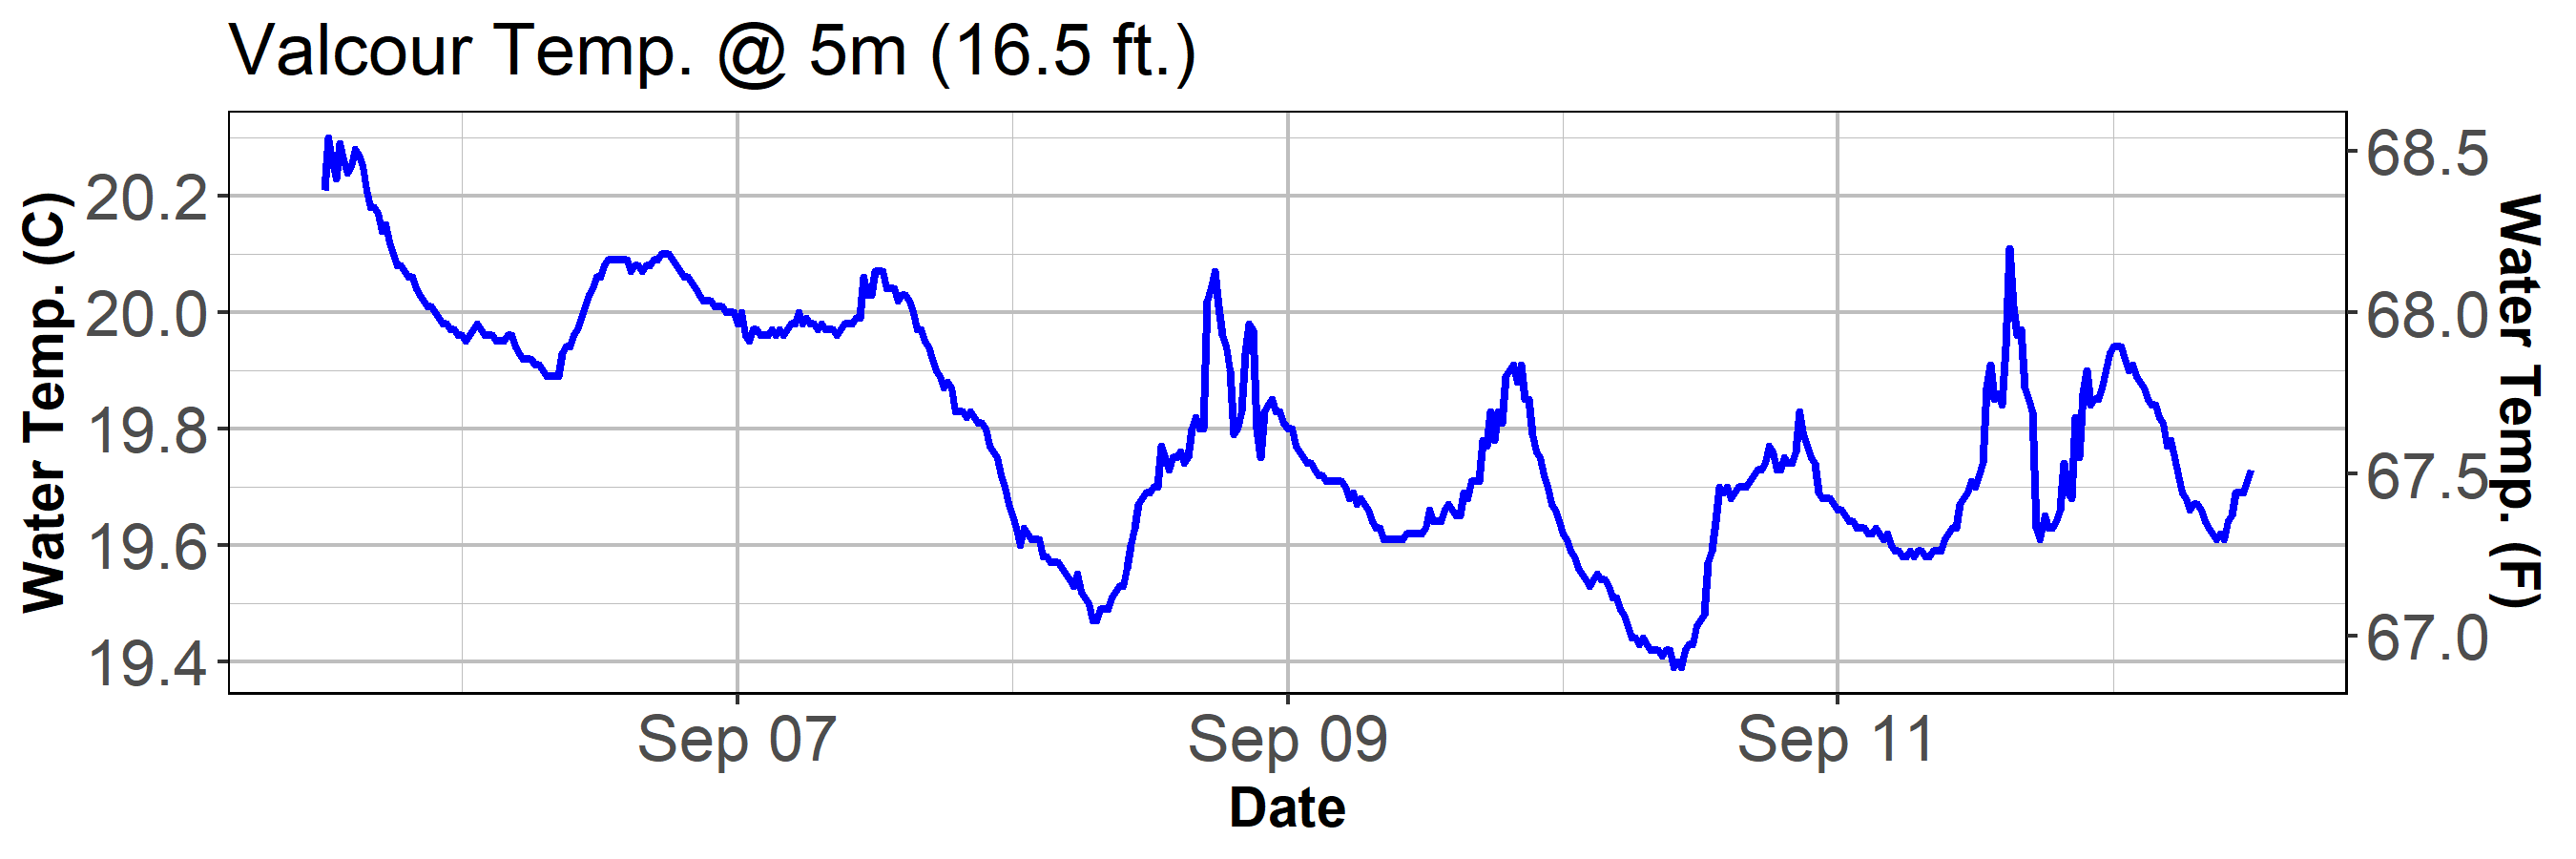 Valcour Temp. @ 5m (16.5 ft.)
Water Temp. (C)
20.2
20.0
19.8
19.6
19.4
68.5
68.0
67.5
67.0
Water Temp. (F)
Sep 07
Sep 09
Sep 11
Date